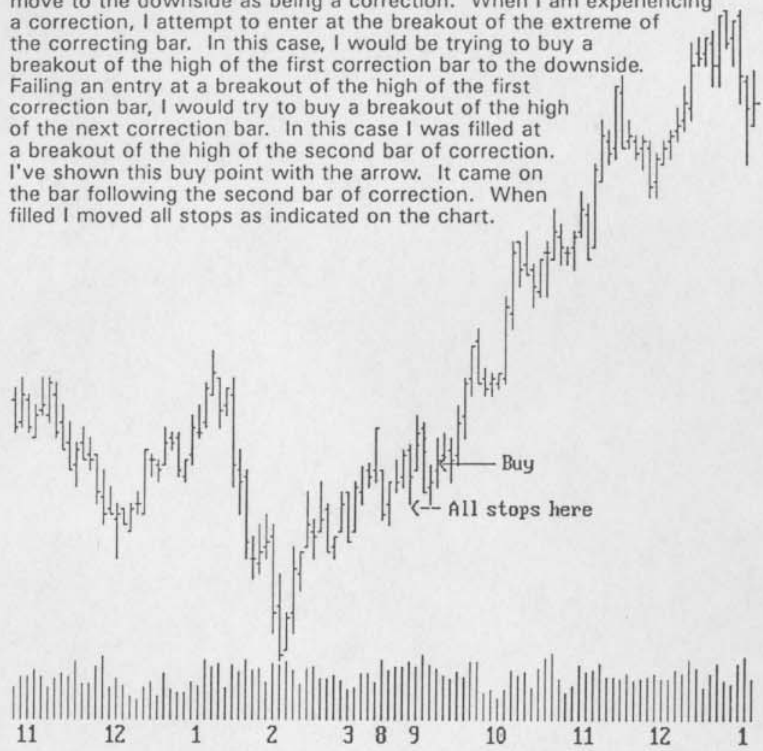 move to the downside as being a correction. When I am experiencing
a correction, I attempt to enter at the breakout of the extreme of
the correcting bar. In this case, I would be trying to buy a
breakout of the high of the first correction bar to the downside.
Failing an entry at a breakout of the high of the first
correction bar, I would try to buy a breakout of the high
of the next correction bar. In this case I was filled at
a breakout of the high of the second bar of correction.
I've shown this buy point with the arrow. It came on
the bar following the second bar of correction. When
filled I moved all stops as indicated on the chart.
Buy
All stops here
11 12 1 2 3 8 9 10 11 12 1